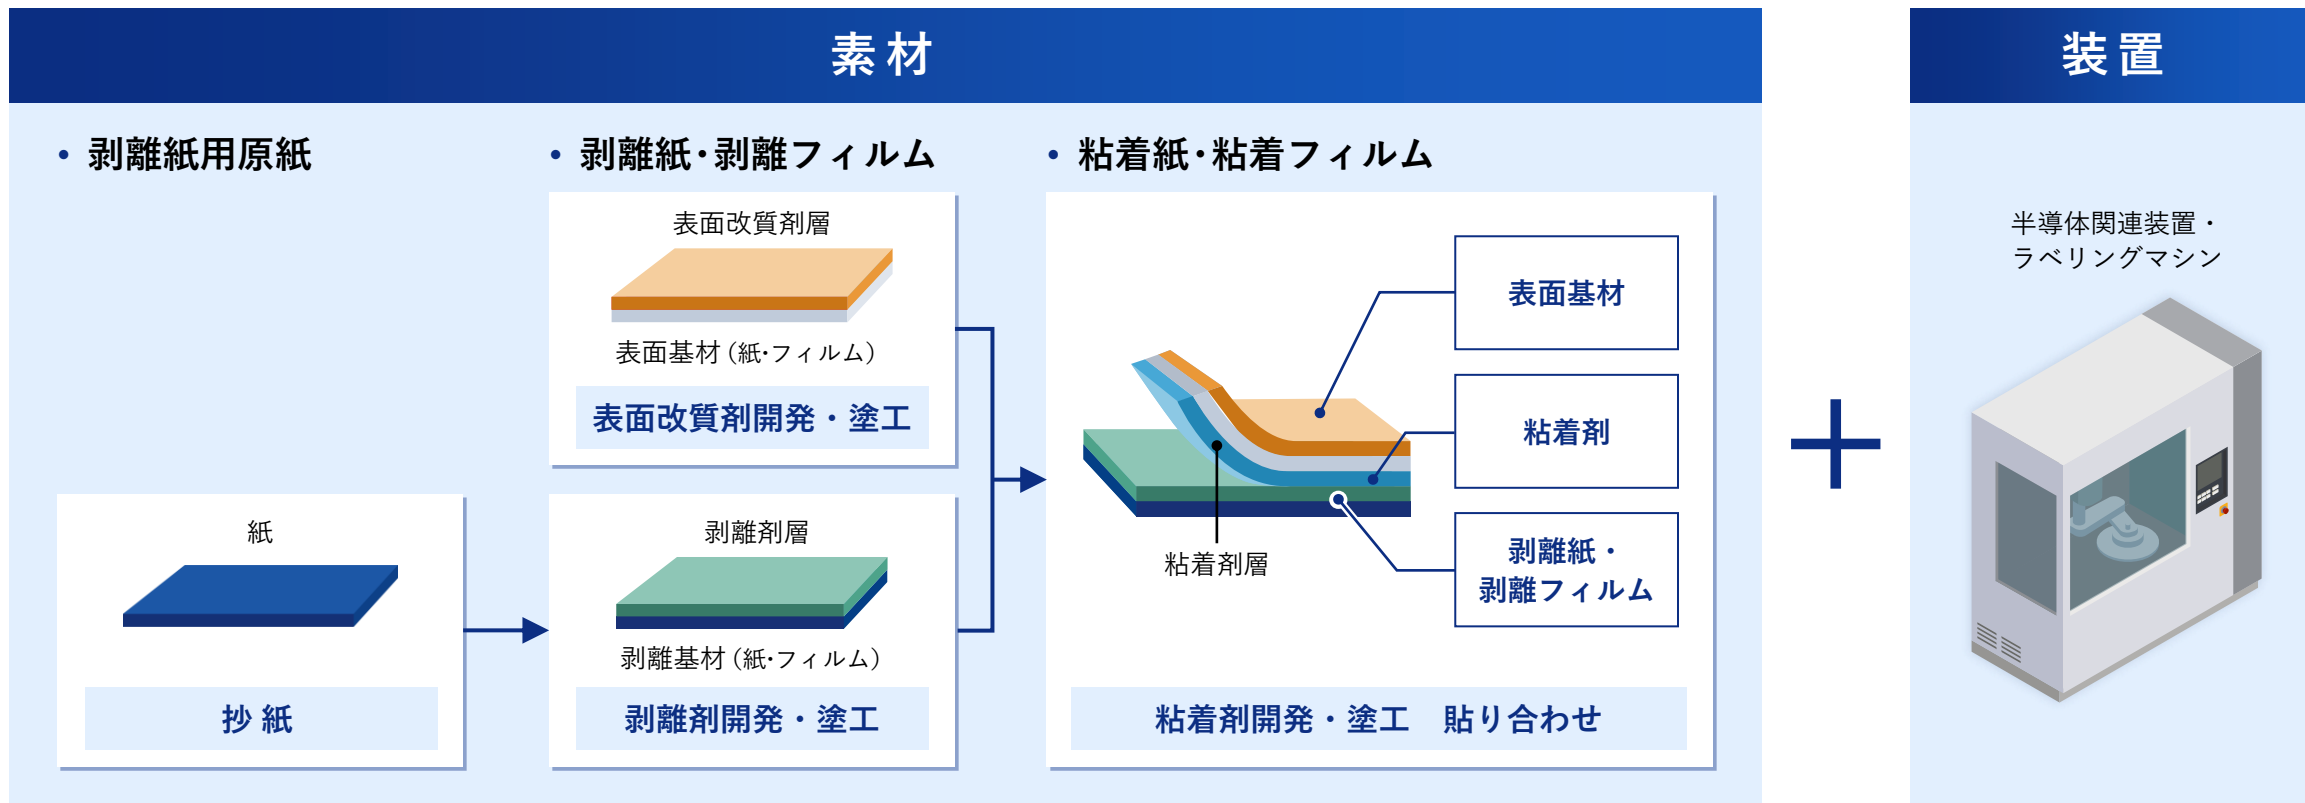 素材
装置
・剥離紙用原紙
・剥離紙・剥離フィルム
・粘着紙・粘着フィルム
表面改質剤層
表面基材（紙・フィルム）
表面改質剤開発・塗工
紙
抄紙
剥離剤層
剥離基材（紙・フィルム）
剥離剤開発・塗工
表面基材
粘着剤
剥離紙・
剥離フィルム
粘着剤層
粘着剤開発・塗工　貼り合わせ
半導体関連装置・
ラベリングマシン